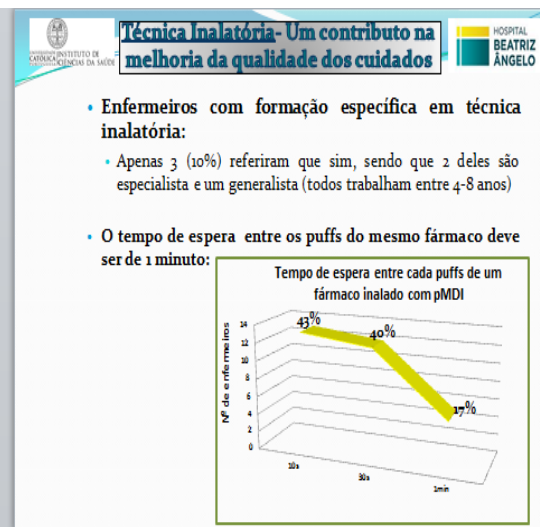 Técnica Inalatória- Um contributo na
melhoria da qualidade dos cuidados
CATOLICA INSTITUTO DE
CIÊNCIAS DA SAÚDE
HOSPITAL
BEATRIZ
ÂNGELO
• Enfermeiros com formação específica em técnica
inalatória:
• Apenas 3 (10%) referiram que sim, sendo que 2 deles são
especialista e um generalista (todos trabalham entre 4-8 anos)
• O tempo de espera entre os puffs do mesmo fármaco deve
ser de 1 minuto:
Tempo de espera entre cada puffs de um
fármaco inalado com pMDI
Nº de enfermeiros
14
12
10
8
6
4
2
0
43%
40%
17%
10s
30s
1min